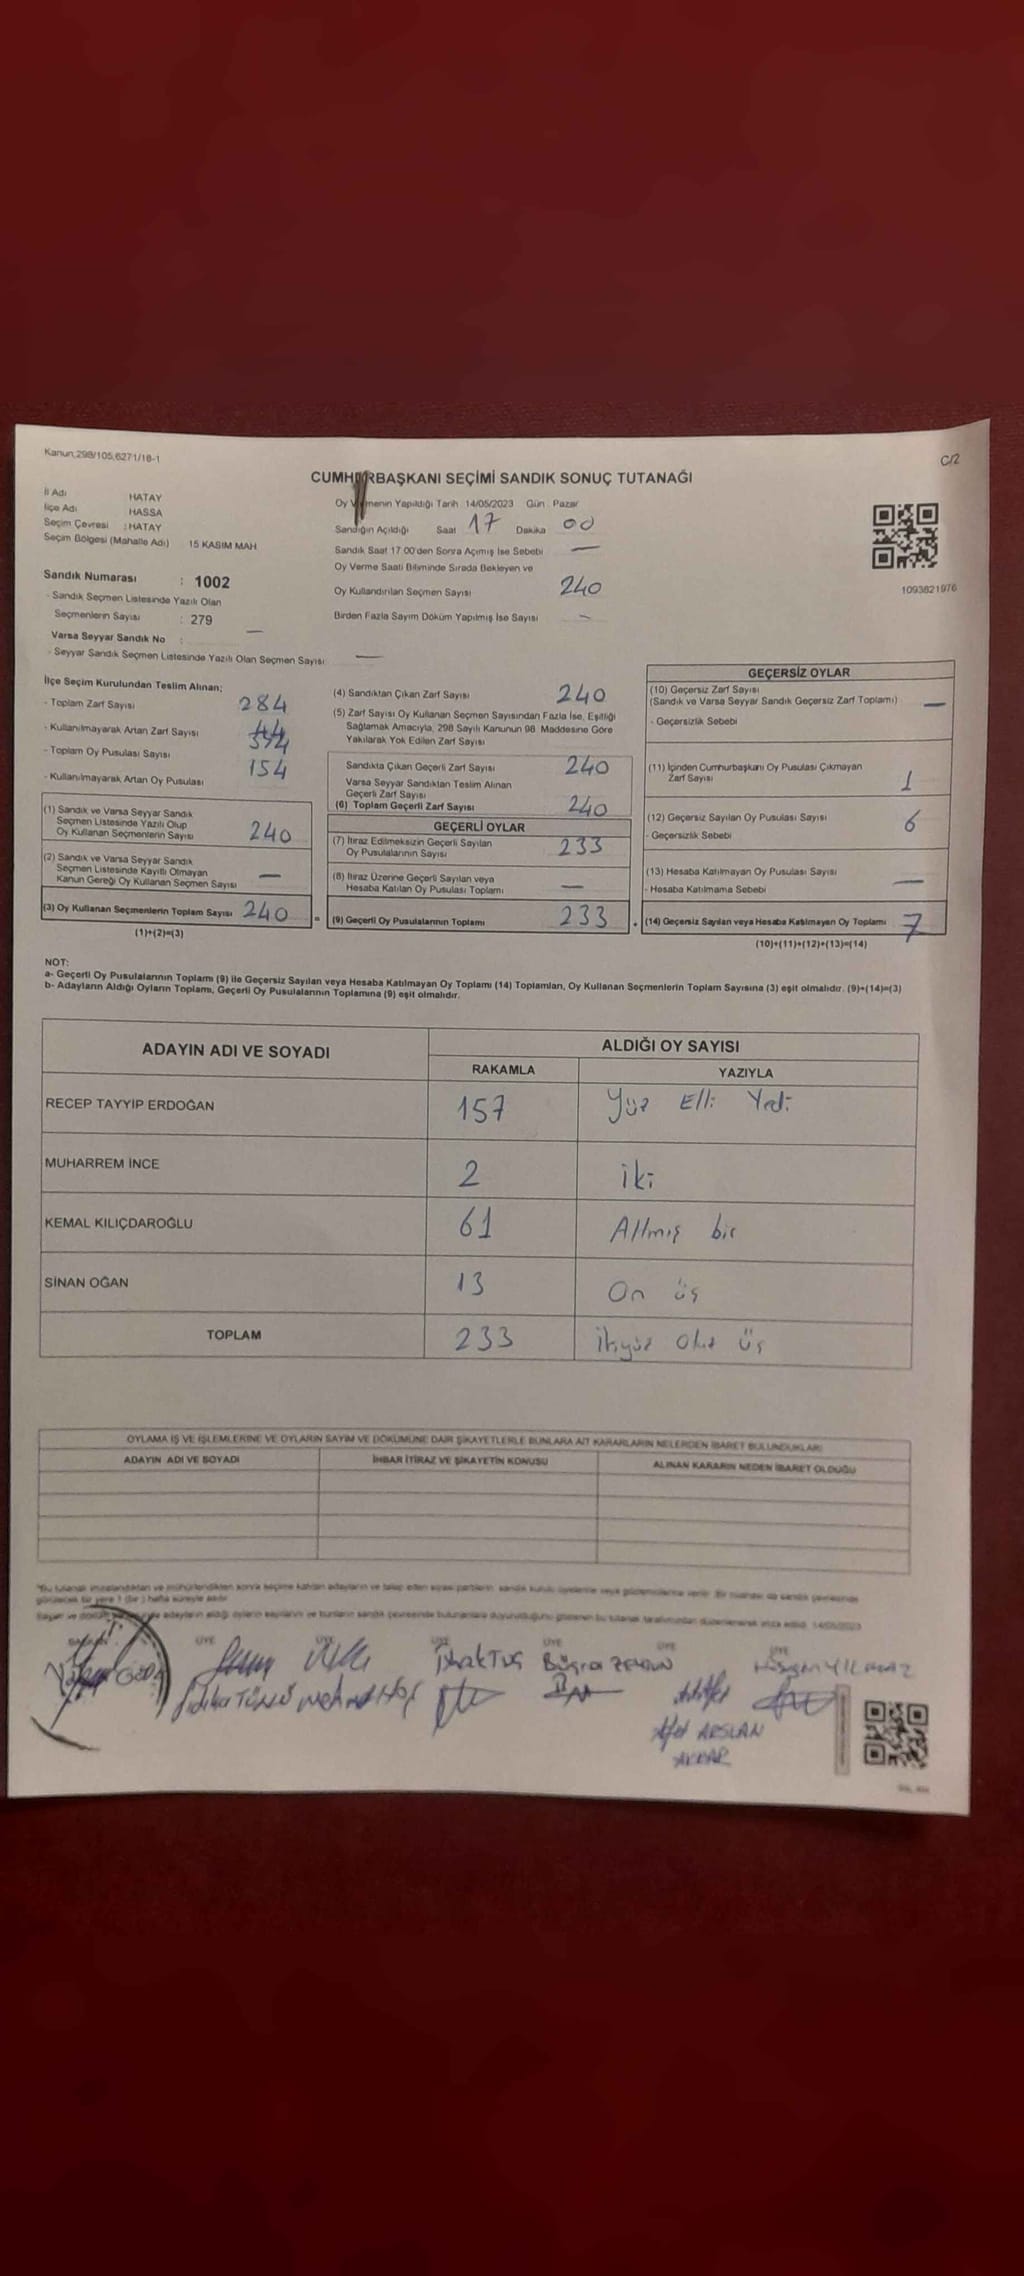 Kanun;298/105,6271/18-1
C/2
CUMHURBAŞKANI SEÇİMİ SANDIK SONUÇ TUTANAĞI
İl Adı HATAY
İlçe Adı HASSA
Seçim Çevresi : HATAY
Seçim Bölgesi (Mahalle Adı) 15 KASIM MAH
Sandık Numarası : 1002
- Sandık Seçmen Listesinde Yazılı Olan
Seçmenlerin Sayısı : 279
Varsa Seyyar Sandık No : —
- Seyyar Sandık Seçmen Listesinde Yazılı Olan Seçmen Sayısı: —
Oy Vermenin Yapıldığı Tarih 14/05/2023 Gün : Pazar
Sandığın Açıldığı Saat 17 Dakika 00
Sandık Saat 17 00'den Sonra Açımış İse Sebebi —
Oy Verme Saati Bitiminde Sırada Bekleyen ve
Oy Kullandırılan Seçmen Sayısı 240
Birden Fazla Sayım Döküm Yapılmış İse Sayısı —
1093821976
İlçe Seçim Kurulundan Teslim Alınan;
- Toplam Zarf Sayısı 284
- Kullanılmayarak Artan Zarf Sayısı 44
- Toplam Oy Pusulası Sayısı 394
- Kullanılmayarak Artan Oy Pusulası 154
(1) Sandık ve Varsa Seyyar Sandık
Seçmen Listesinde Yazılı Olup
Oy Kullanan Seçmenlerin Sayısı 240
(2) Sandık ve Varsa Seyyar Sandık
Seçmen Listesinde Kayıtlı Olmayan
Kanun Gereği Oy Kullanan Seçmen Sayısı —
(3) Oy Kullanan Seçmenlerin Toplam Sayısı 240
(1)+(2)=(3)
(4) Sandıktan Çıkan Zarf Sayısı 240
(5) Zarf Sayısı Oy Kullanan Seçmen Sayısından Fazla İse, Eşitliği
Sağlamak Amacıyla, 298 Sayılı Kanunun 98. Maddesine Göre
Yakılarak Yok Edilen Zarf Sayısı
Sandıkta Çıkan Geçerli Zarf Sayısı 240
Varsa Seyyar Sandıktan Teslim Alınan
Geçerli Zarf Sayısı
(6) Toplam Geçerli Zarf Sayısı 240
GEÇERLİ OYLAR
(7) İtiraz Edilmeksizin Geçerli Sayılan
Oy Pusulalarının Sayısı 233
(8) İtiraz Üzerine Geçerli Sayılan veya
Hesaba Katılan Oy Pusulası Toplamı —
(9) Geçerli Oy Pusulalarının Toplamı 233
GEÇERSİZ OYLAR
(10) Geçersiz Zarf Sayısı
(Sandık ve Varsa Seyyar Sandık Geçersiz Zarf Toplamı) —
- Geçersizlik Sebebi
(11) İçinden Cumhurbaşkanı Oy Pusulası Çıkmayan
Zarf Sayısı 1
(12) Geçersiz Sayılan Oy Pusulası Sayısı 6
- Geçersizlik Sebebi
(13) Hesaba Katılmayan Oy Pusulası Sayısı —
- Hesaba Katılmama Sebebi
(14) Geçersiz Sayılan veya Hesaba Katılmayan Oy Toplamı 7
(10)+(11)+(12)+(13)=(14)
NOT:
a- Geçerli Oy Pusulalarının Toplamı (9) ile Geçersiz Sayılan veya Hesaba Katılmayan Oy Toplamı (14) Toplamları, Oy Kullanan Seçmenlerin Toplam Sayısına (3) eşit olmalıdır. (9)+(14)=(3)
b- Adayların Aldığı Oyların Toplamı, Geçerli Oy Pusulalarının Toplamına (9) eşit olmalıdır.
ADAYIN ADI VE SOYADI ALDIĞI OY SAYISI
RAKAMLA YAZIYLA
RECEP TAYYİP ERDOĞAN 157 Yüz Elli Yedi
MUHARREM İNCE 2 iki
KEMAL KILIÇDAROĞLU 61 Altmış bir
SİNAN OĞAN 13 On üç
TOPLAM 233 ikiyüz otuz üç
OYLAMA İŞ VE İŞLEMLERİNE VE OYLARIN SAYIM VE DÖKÜMÜNE DAİR ŞİKAYETLERLE BUNLARA AİT KARARLARIN NELERDEN İBARET BULUNDUKLARI
ADAYIN ADI VE SOYADI İHBAR İTİRAZ VE ŞİKAYETİN KONUSU ALINAN KARARIN NEDEN İBARET OLDUĞU
BAŞKAN ÜYE ÜYE ÜYE ÜYE ÜYE ÜYE
İshak TUŞ Büşra Hüseyin YILMAZ
Afet ARSLAN
AKBAR